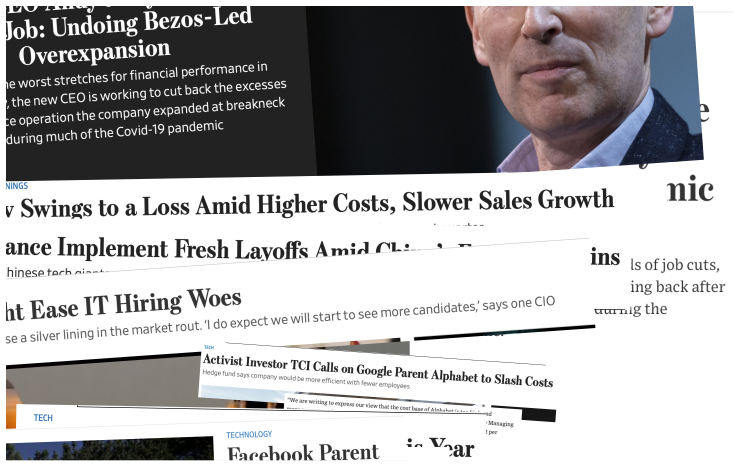 Job: Undoing Bezos-Led
Overexpansion
worst stretches for financial performance in
the new CEO is working to cut back the excesses
operation the company expanded at breakneck
during much of the Covid-19 pandemic
e
nic
NINGS
Swings to a Loss Amid Higher Costs, Slower Sales Growth
ance Implement Fresh Layoffs Amid
hinese tech giants
ins
ls of job cuts,
ing back after
during the
ht Ease IT Hiring Woes
se a silver lining in the market rout. ‘I do expect we will start to see more candidates,’ says one CIO
TECH
Activist Investor TCI Calls on Google Parent Alphabet to Slash Costs
Hedge fund says company would be more efficient with fewer employees
"We are writing to express our view that the cost base of Alphabet is
Managing
per
TECH
TECHNOLOGY
Facebook Parent
is Year